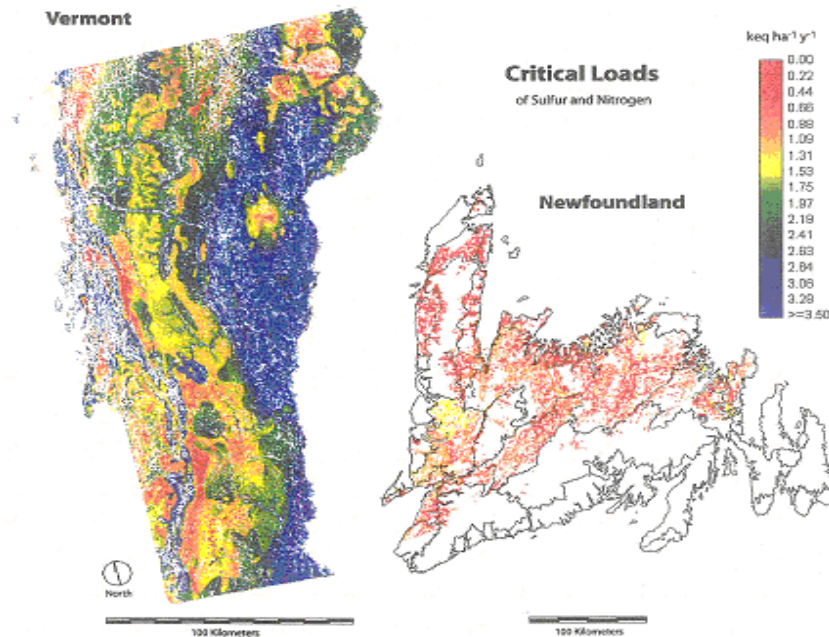 Vermont
Critical Loads
of Sulfur and Nitrogen
Newfoundland
keq ha⁻¹ y⁻¹
0.00
0.22
0.44
0.66
0.88
1.09
1.31
1.53
1.75
1.97
2.19
2.41
2.63
2.84
3.06
3.28
>=3.50
North
100 Kilometers
100 Kilometers